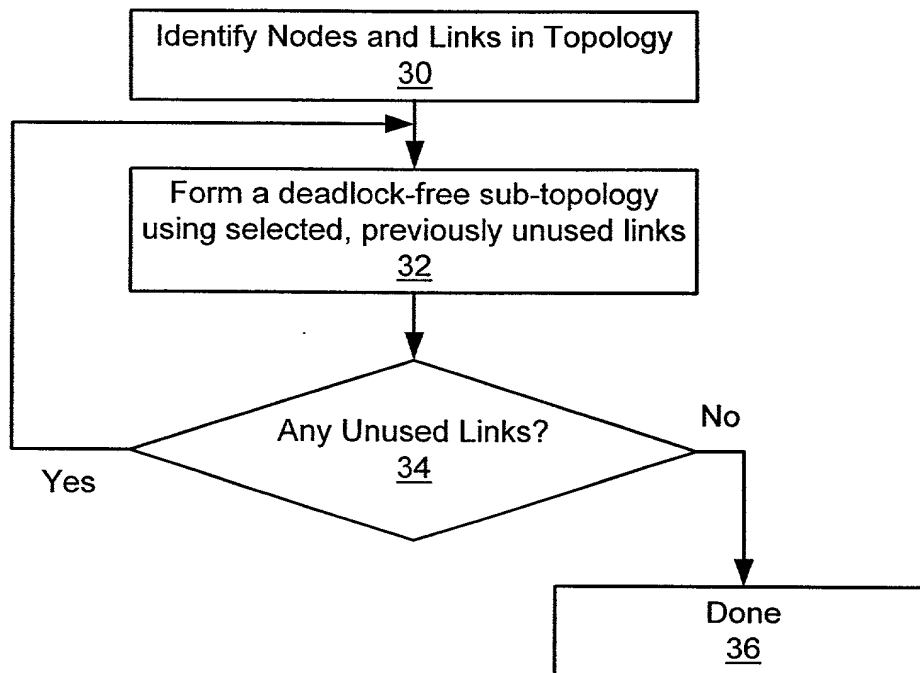 Identify Nodes and Links in Topology
30
Form a deadlock-free sub-topology
using selected, previously unused links
32
Any Unused Links?
34
No
Yes
Done
36